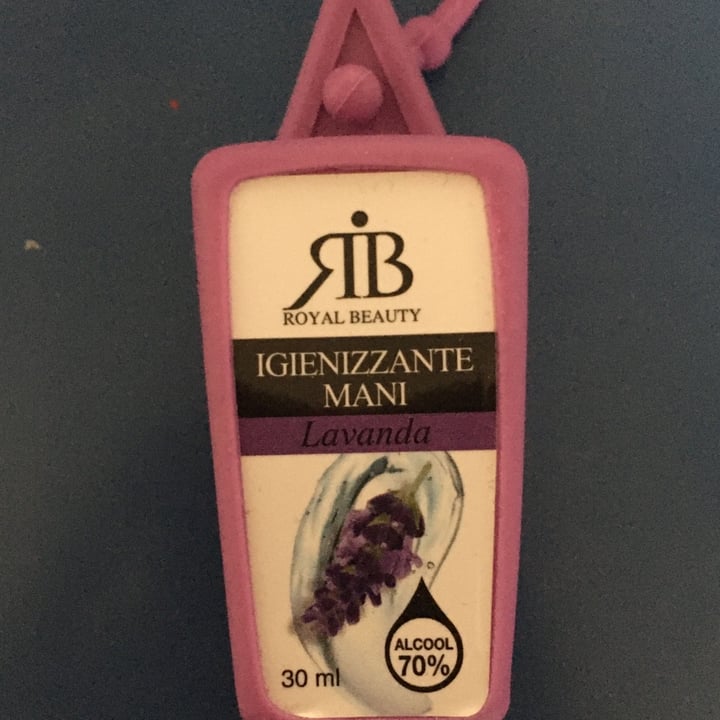 RB
ROYAL BEAUTY
IGIENIZZANTE
MANI
Lavanda
ALCOOL
70%
30 ml